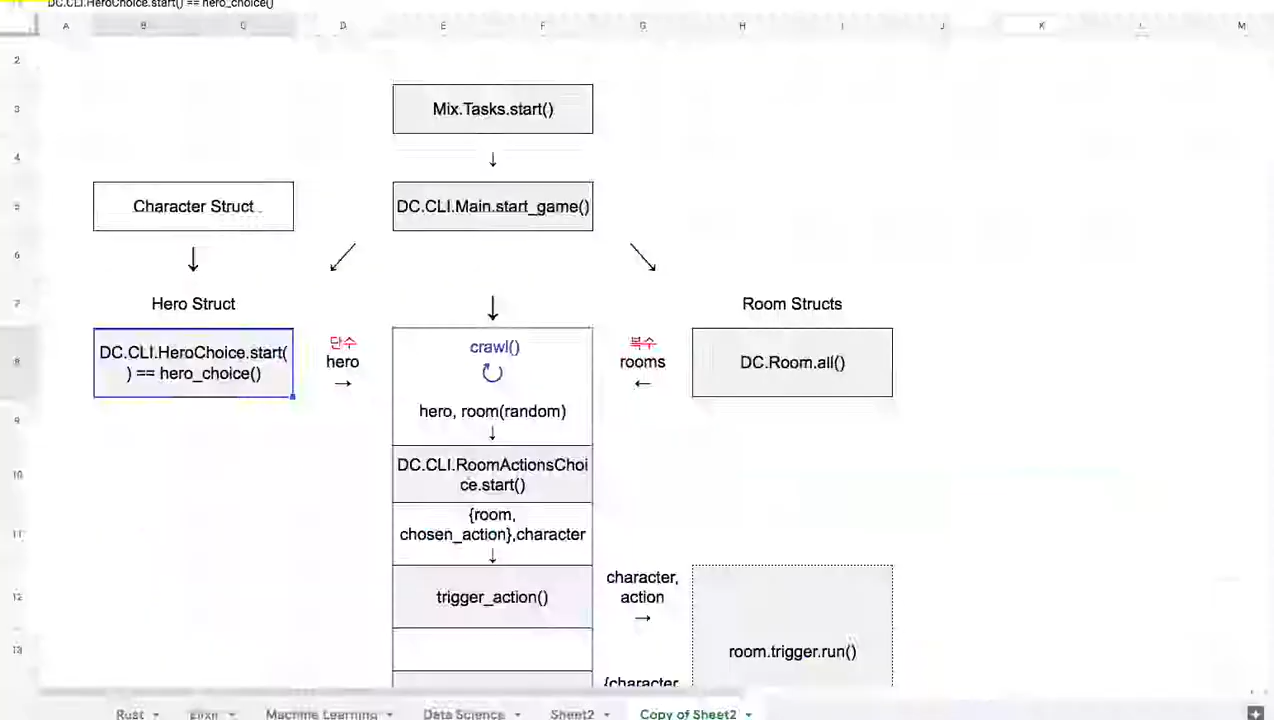 DC.CLI.HeroChoice.start() == hero_choice()
A B C D E F G H I J K L M
2
3 Mix.Tasks.start()
4 ↓
5 Character Struct DC.CLI.Main.start_game()
6 ↓ ↙ ↘
7 Hero Struct ↓ Room Structs
8 DC.CLI.HeroChoice.start(
) == hero_choice()
단수
hero
→
crawl()
복수
rooms
←
DC.Room.all()
9 hero, room(random)
↓
10 DC.CLI.RoomActionsChoi
ce.start()
11 {room,
chosen_action},character
↓
12 trigger_action()
character,
action
→
13 room.trigger.run()
{character
Rust Elixir Machine Learning Data Science Sheet2 Copy of Sheet2